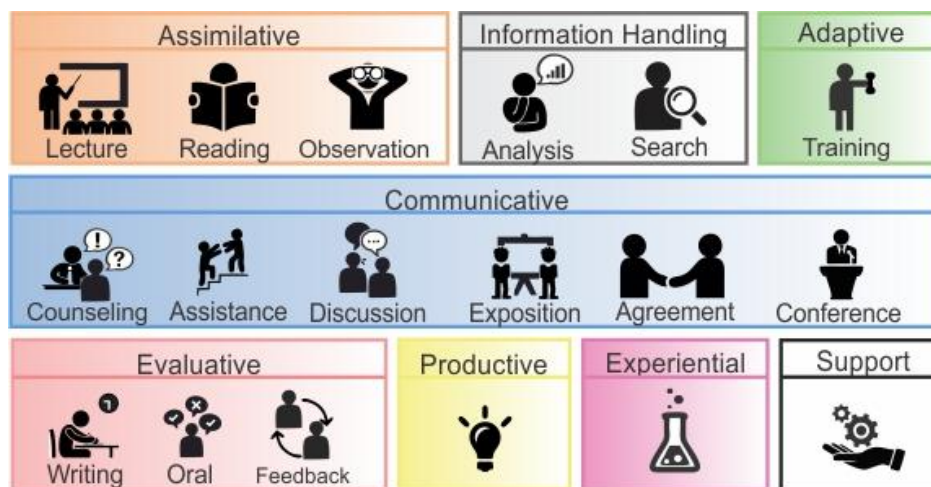 Assimilative
Information Handling
Adaptive
Lecture
Reading
Observation
Analysis
Search
Training
Communicative
Counseling
Assistance
Discussion
Exposition
Agreement
Conference
Evaluative
Productive
Experiential
Support
Writing
Oral
Feedback